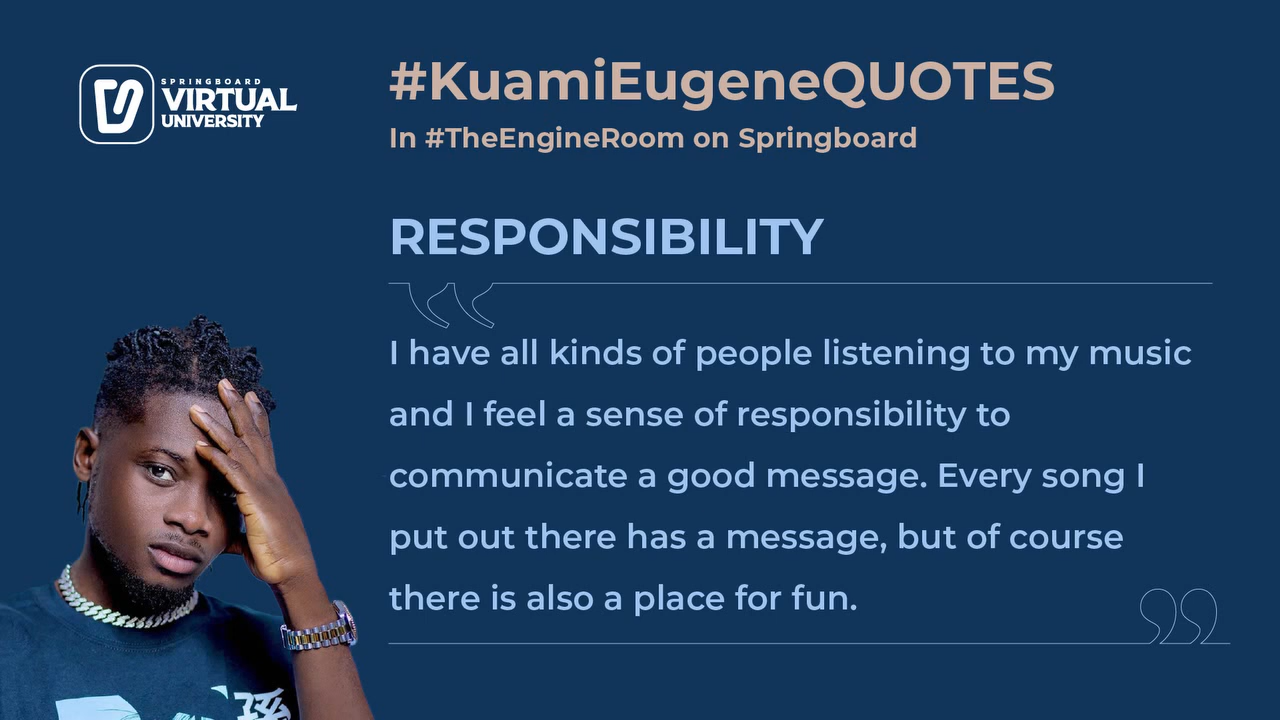 SPRINGBOARD
VIRTUAL
UNIVERSITY
#KuamiEugeneQUOTES
In #TheEngineRoom on Springboard
RESPONSIBILITY
I have all kinds of people listening to my music
and I feel a sense of responsibility to
communicate a good message. Every song I
put out there has a message, but of course
there is also a place for fun.